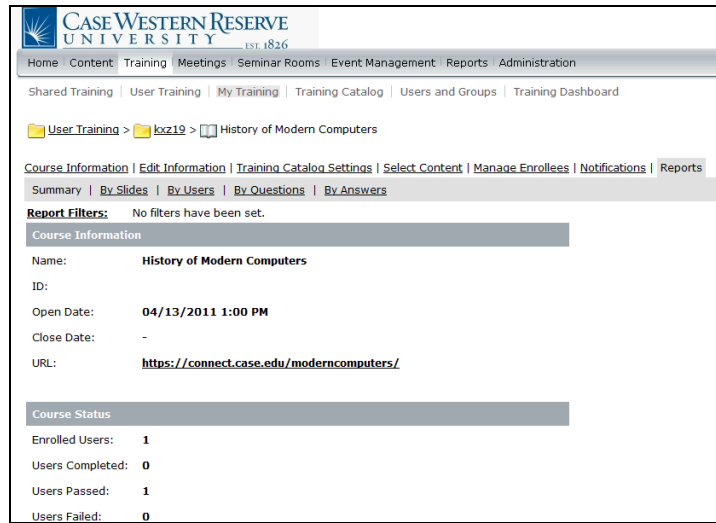 CASE WESTERN RESERVE
UNIVERSITY EST. 1826
Home Content Training Meetings Seminar Rooms Event Management Reports Administration
Shared Training | User Training | My Training | Training Catalog | Users and Groups | Training Dashboard
User Training > kxz19 > History of Modern Computers
Course Information | Edit Information | Training Catalog Settings | Select Content | Manage Enrollees | Notifications | Reports
Summary | By Slides | By Users | By Questions | By Answers
Report Filters: No filters have been set.
Course Information
Name: History of Modern Computers
ID:
Open Date: 04/13/2011 1:00 PM
Close Date: -
URL: https://connect.case.edu/moderncomputers/
Course Status
Enrolled Users: 1
Users Completed: 0
Users Passed: 1
Users Failed: 0